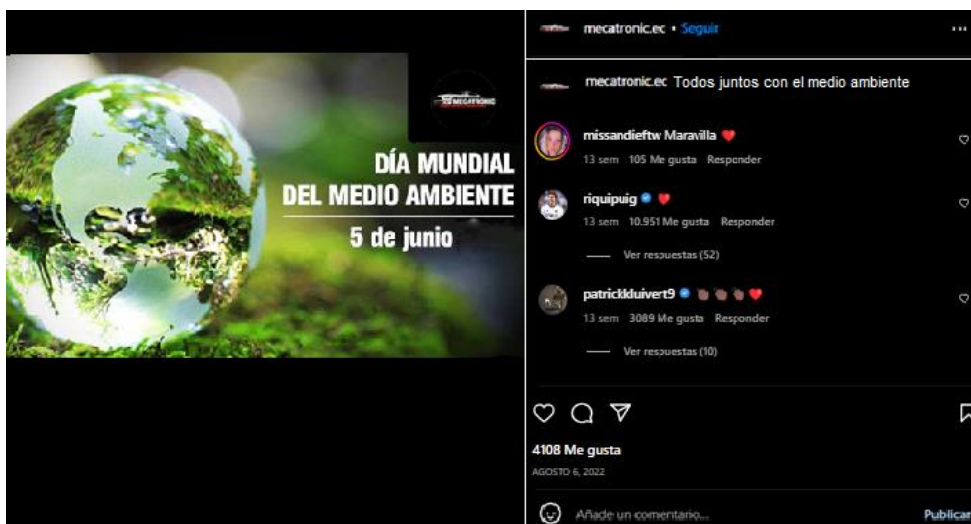 MECATRONIC
DÍA MUNDIAL
DEL MEDIO AMBIENTE
5 de junio
mecatronic.ec • Seguir
mecatronic.ec Todos juntos con el medio ambiente
missandieftw Maravilla ❤️
13 sem 105 Me gusta Responder
riquipuig ❤️
13 sem 10.951 Me gusta Responder
Ver respuestas (52)
patrickkluivert9 👏🏿👏🏿👏🏿❤️
13 sem 3089 Me gusta Responder
Ver respuestas (10)
4108 Me gusta
AGOSTO 6, 2022
Añade un comentario...
Publicar